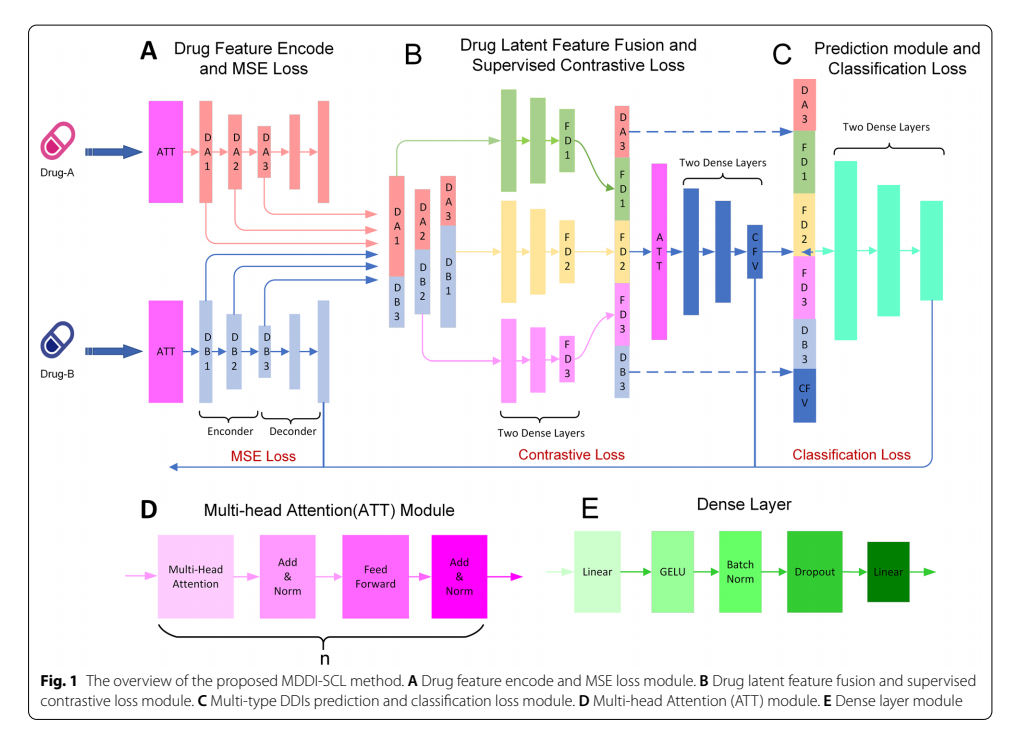 A Drug Feature Encode and MSE Loss
B Drug Latent Feature Fusion and Supervised Contrastive Loss
C Prediction module and Classification Loss
Drug-A
ATT
DA1
DA2
DA3
Drug-B
ATT
DB1
DB2
DB3
Enconder
Deconder
MSE Loss
DA1
DB3
DA2
DB2
DA3
DB1
FD1
FD2
FD3
Two Dense Layers
DA3
FD1
FD2
FD3
DB3
ATT
Two Dense Layers
CFV
Contrastive Loss
DA3
FD1
FD2
FD3
DB3
CFV
Two Dense Layers
Classification Loss
D Multi-head Attention(ATT) Module
Multi-Head
Attention
Add
&
Norm
Feed
Forward
Add
&
Norm
n
E Dense Layer
Linear
GELU
Batch
Norm
Dropout
Linear
Fig. 1 The overview of the proposed MDDI-SCL method. A Drug feature encode and MSE loss module. B Drug latent feature fusion and supervised
contrastive loss module. C Multi-type DDIs prediction and classification loss module. D Multi-head Attention (ATT) module. E Dense layer module